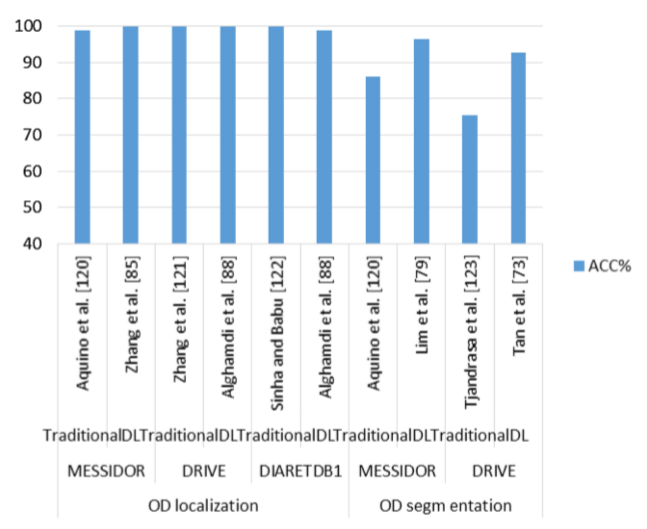 100
90
80
70
60
50
40
ACC%
Aquino et al. [120]
Zhang et al. [85]
Zhang et al. [121]
Alghamdi et al. [88]
Sinha and Babu [122]
Alghamdi et al. [88]
Aquino et al. [120]
Lim et al. [79]
Tjandrasa et al. [123]
Tan et al. [73]
TraditionalDLTraditionalDLTraditionalDLTraditionalDLTraditionalDL
MESSIDOR DRIVE DIARETDB1 MESSIDOR DRIVE
OD localization OD segm entation